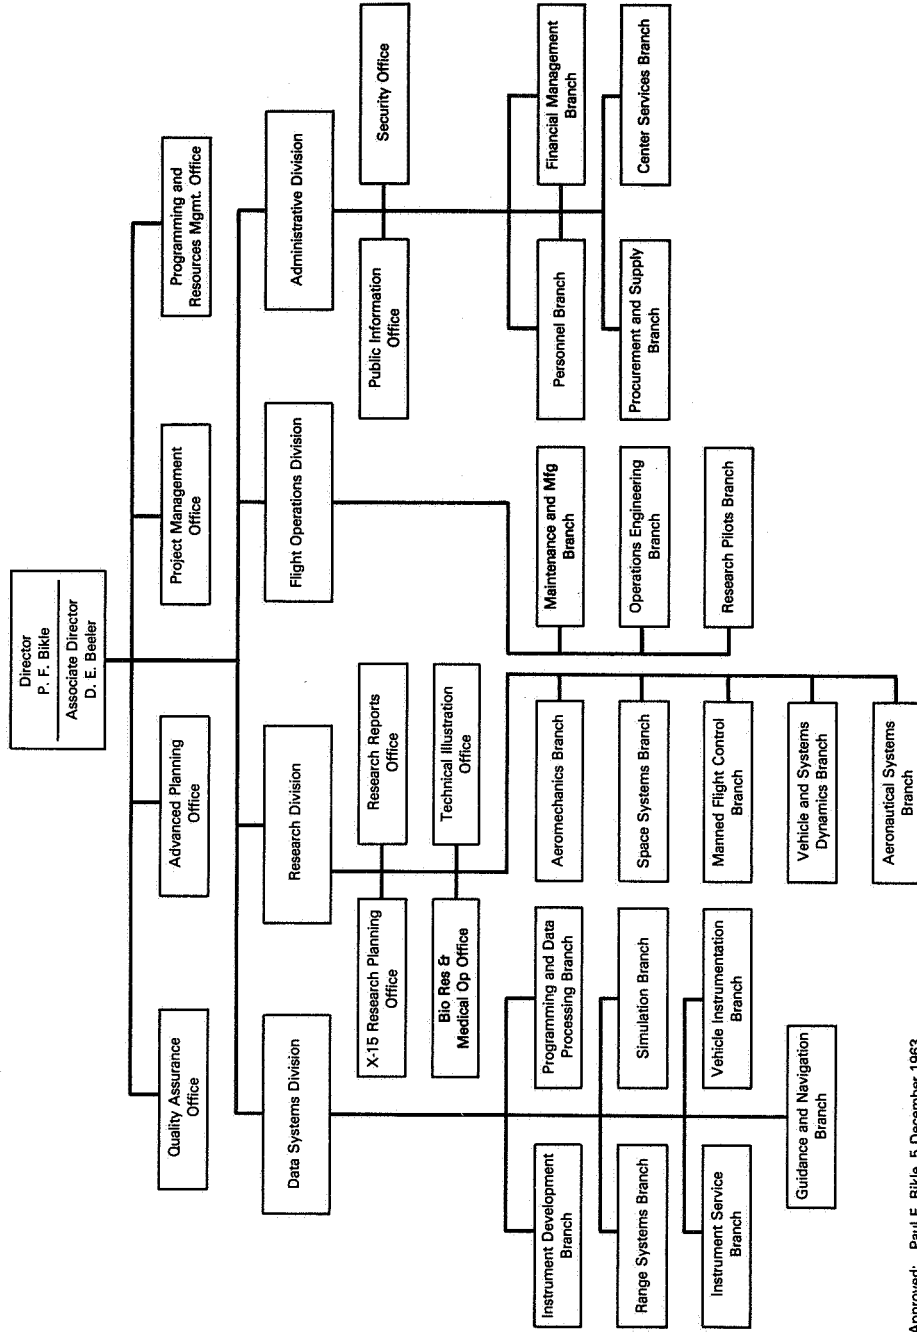 Director
P. F. Bikle
Associate Director
D. E. Beeler
Quality Assurance
Office
Advanced Planning
Office
Project Management
Office
Programming and
Resources Mgmt. Office
Data Systems Division
Research Division
Flight Operations Division
Administrative Division
X-15 Research Planning
Office
Research Reports
Office
Public Information
Office
Security Office
Bio Res &
Medical Op Office
Technical Illustration
Office
Instrument Development
Branch
Programming and Data
Processing Branch
Aeromechanics Branch
Maintenance and Mfg
Branch
Personnel Branch
Financial Management
Branch
Range Systems Branch
Simulation Branch
Space Systems Branch
Operations Engineering
Branch
Procurement and Supply
Branch
Center Services Branch
Instrument Service
Branch
Vehicle Instrumentation
Branch
Manned Flight Control
Branch
Research Pilots Branch
Guidance and Navigation
Branch
Vehicle and Systems
Dynamics Branch
Aeronautical Systems
Branch
Approved: Paul F. Bikle, 5 December 1963